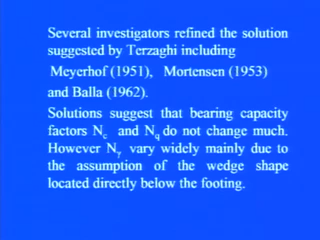 Several investigators refined the solution
suggested by Terzaghi including
Meyerhof (1951), Mortensen (1953)
and Balla (1962).
Solutions suggest that bearing capacity
factors Nc and Nq do not change much.
However Nγ vary widely mainly due to
the assumption of the wedge shape
located directly below the footing.